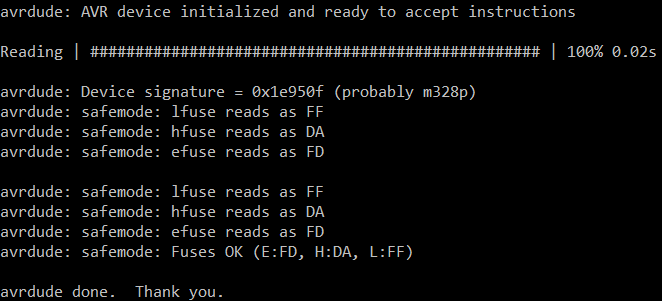 avrdude: AVR device initialized and ready to accept instructions
Reading | ################################################## | 100% 0.02s
avrdude: Device signature = 0x1e950f (probably m328p)
avrdude: safemode: lfuse reads as FF
avrdude: safemode: hfuse reads as DA
avrdude: safemode: efuse reads as FD
avrdude: safemode: lfuse reads as FF
avrdude: safemode: hfuse reads as DA
avrdude: safemode: efuse reads as FD
avrdude: safemode: Fuses OK (E:FD, H:DA, L:FF)
avrdude done.  Thank you.